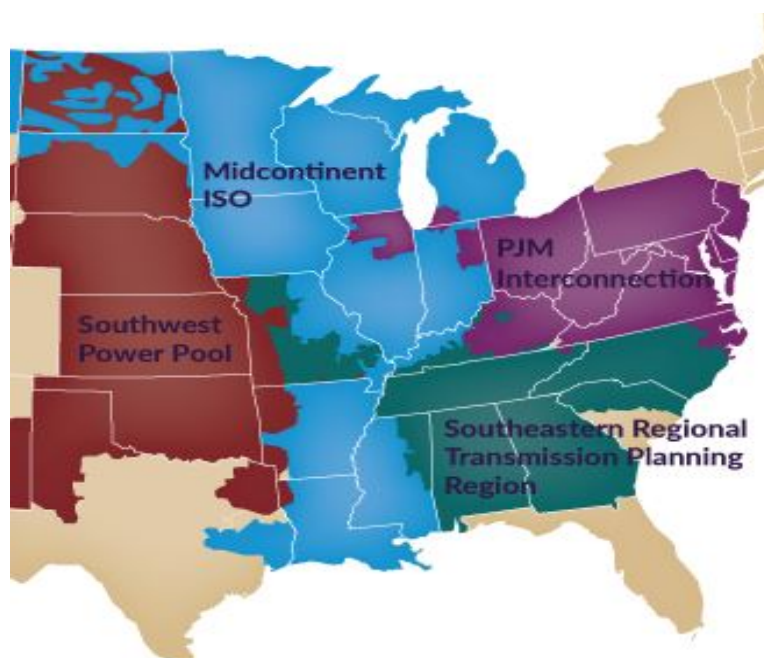 Midcontinent
ISO
PJM
Interconnection
Southwest
Power Pool
Southeastern Regional
Transmission Planning
Region